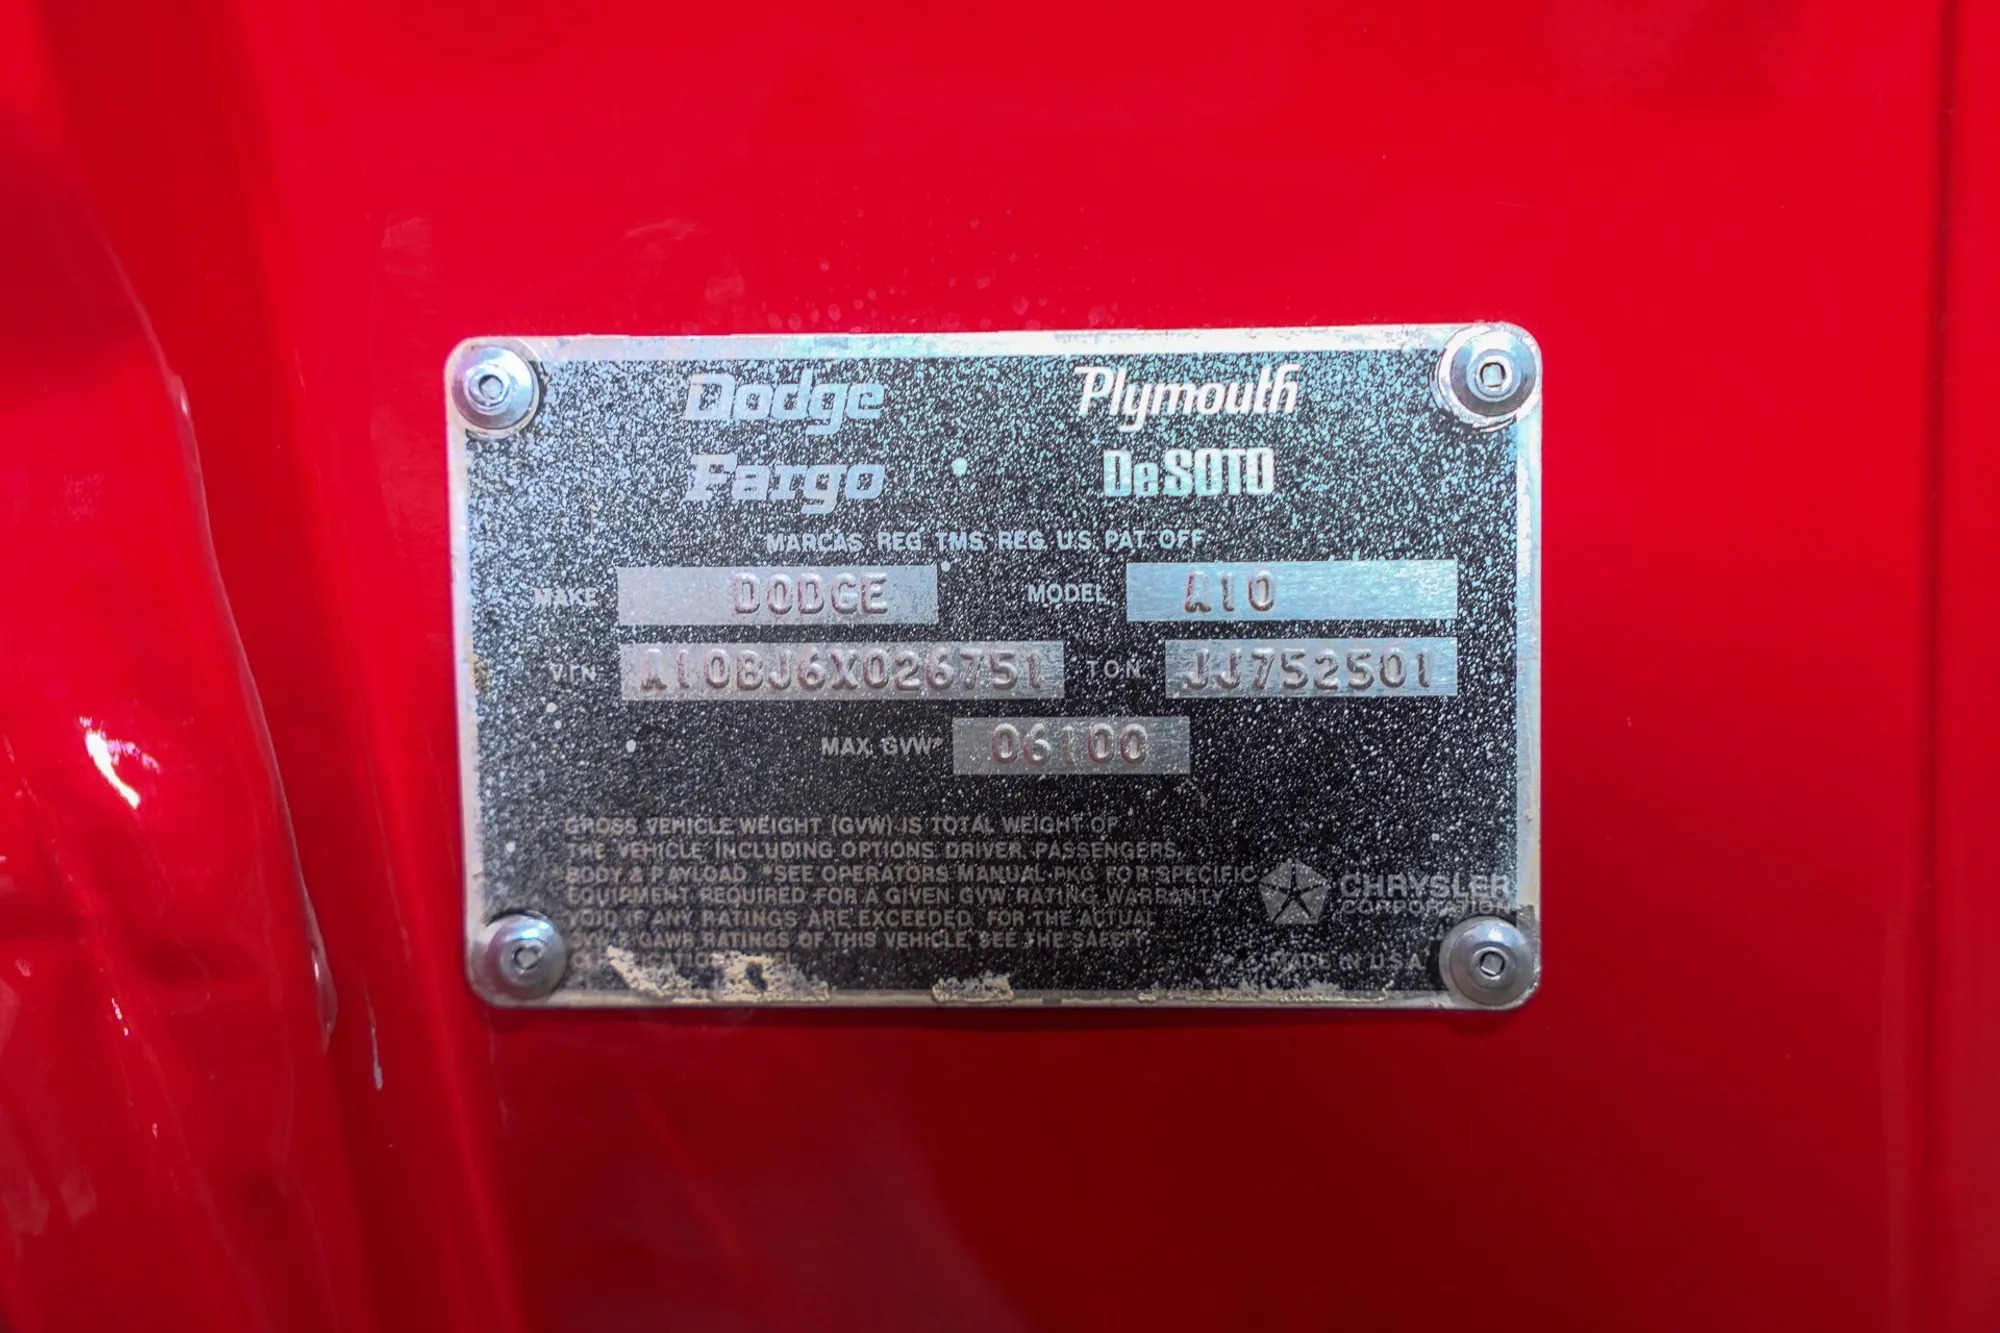 Dodge Plymouth
Fargo DeSOTO
MARCAS REG. TMS. REG. U.S. PAT. OFF.
MAKE DODGE MODEL A10
VIN A10BJ6X026751 TON JJ752501
MAX. GVW* 06100
GROSS VEHICLE WEIGHT (GVW) IS TOTAL WEIGHT OF
THE VEHICLE INCLUDING OPTIONS, DRIVER, PASSENGERS,
BODY & PAYLOAD. *SEE OPERATORS MANUAL PKG FOR SPECIFIC
EQUIPMENT REQUIRED FOR A GIVEN GVW RATING. WARRANTY
VOID IF ANY RATINGS ARE EXCEEDED. FOR THE ACTUAL
GAWR RATINGS OF THIS VEHICLE, SEE THE SAFETY
CHRYSLER
CORPORATION
MADE IN U.S.A.